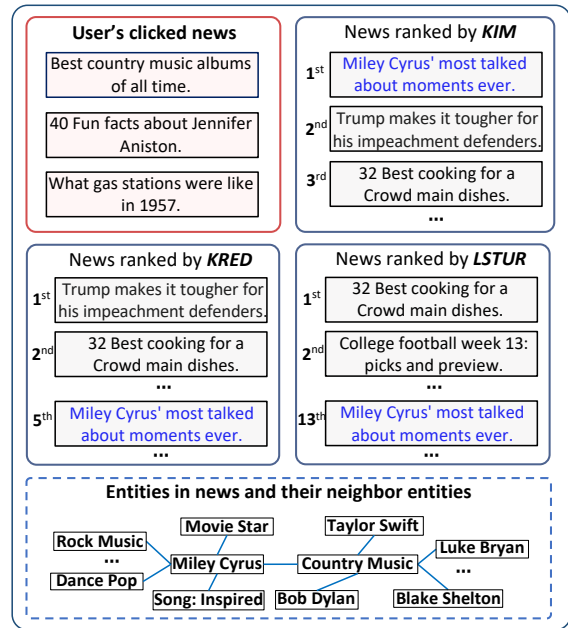 User's clicked news
Best country music albums
of all time.
40 Fun facts about Jennifer
Aniston.
What gas stations were like
in 1957.
News ranked by KIM
1st
Miley Cyrus' most talked
about moments ever.
2nd
Trump makes it tougher for
his impeachment defenders.
3rd
32 Best cooking for a
Crowd main dishes.
...
News ranked by KRED
1st
Trump makes it tougher for
his impeachment defenders.
2nd
32 Best cooking for a
Crowd main dishes.
...
5th
Miley Cyrus' most talked
about moments ever.
...
News ranked by LSTUR
1st
32 Best cooking for a
Crowd main dishes.
2nd
College football week 13:
picks and preview.
...
13th
Miley Cyrus' most talked
about moments ever.
...
Entities in news and their neighbor entities
Movie Star
Taylor Swift
Rock Music
Luke Bryan
...
Miley Cyrus
Country Music
...
Dance Pop
Song: Inspired
Bob Dylan
Blake Shelton